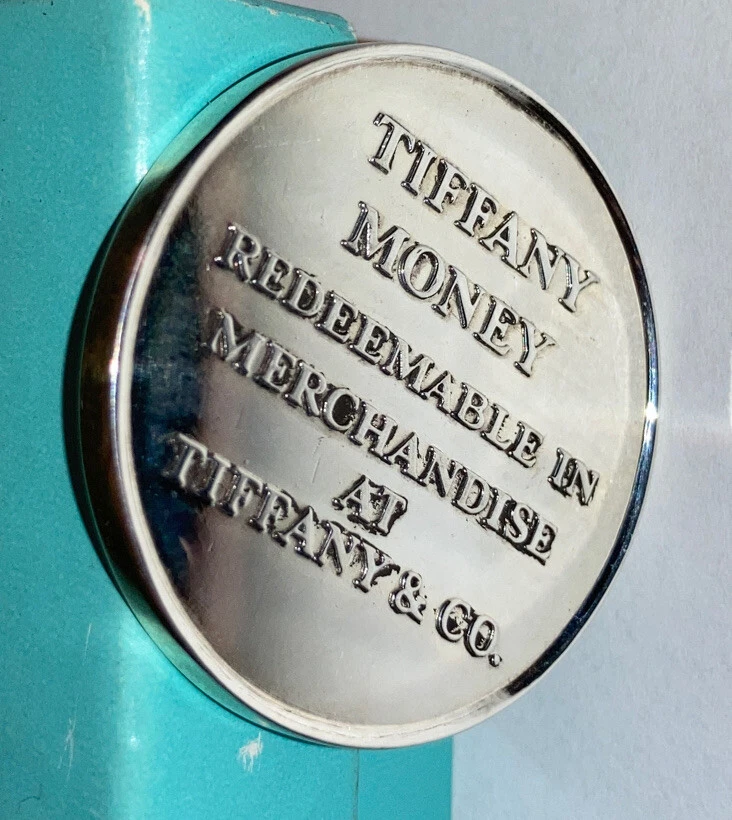 TIFFANY
MONEY
REDEEMABLE IN
MERCHANDISE
AT
TIFFANY & CO.